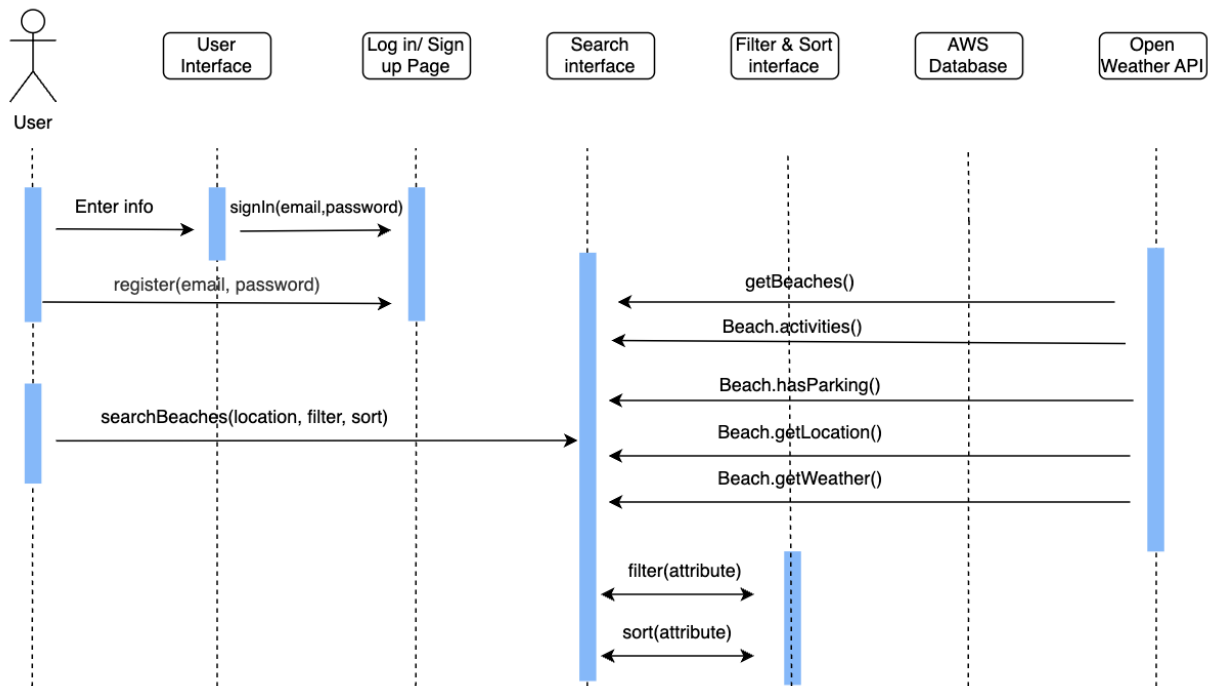 User
Interface
Log in/ Sign
up Page
Search
interface
Filter & Sort
interface
AWS
Database
Open
Weather API
User
Enter info
signIn(email,password)
register(email, password)
getBeaches()
Beach.activities()
Beach.hasParking()
searchBeaches(location, filter, sort)
Beach.getLocation()
Beach.getWeather()
filter(attribute)
sort(attribute)